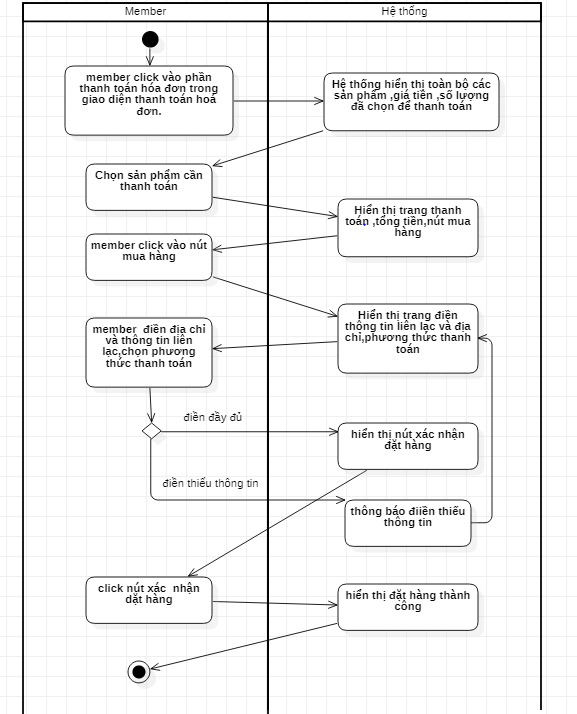 Member
Hệ thống
member click vào phần
thanh toán hóa đơn trong
giao diện thanh toán hoá
đơn.
Hệ thống hiển thị toàn bộ các
sản phẩm ,giá tiền ,số lượng
đã chọn để thanh toán
Chọn sản phẩm cần
thanh toán
Hiển thị trang thanh
toán ,tổng tiền,nút mua
hàng
member click vào nút
mua hàng
Hiển thị trang điền
thông tin liên lạc và địa
chỉ,phương thức thanh
toán
member điền địa chỉ
và thông tin liên
lạc,chọn phương
thức thanh toán
điền đầy đủ
hiển thị nút xác nhận
đặt hàng
điền thiếu thông tin
thông báo điiền thiếu
thông tin
click nút xác nhận
dặt hàng
hiển thị đặt hàng thành
công